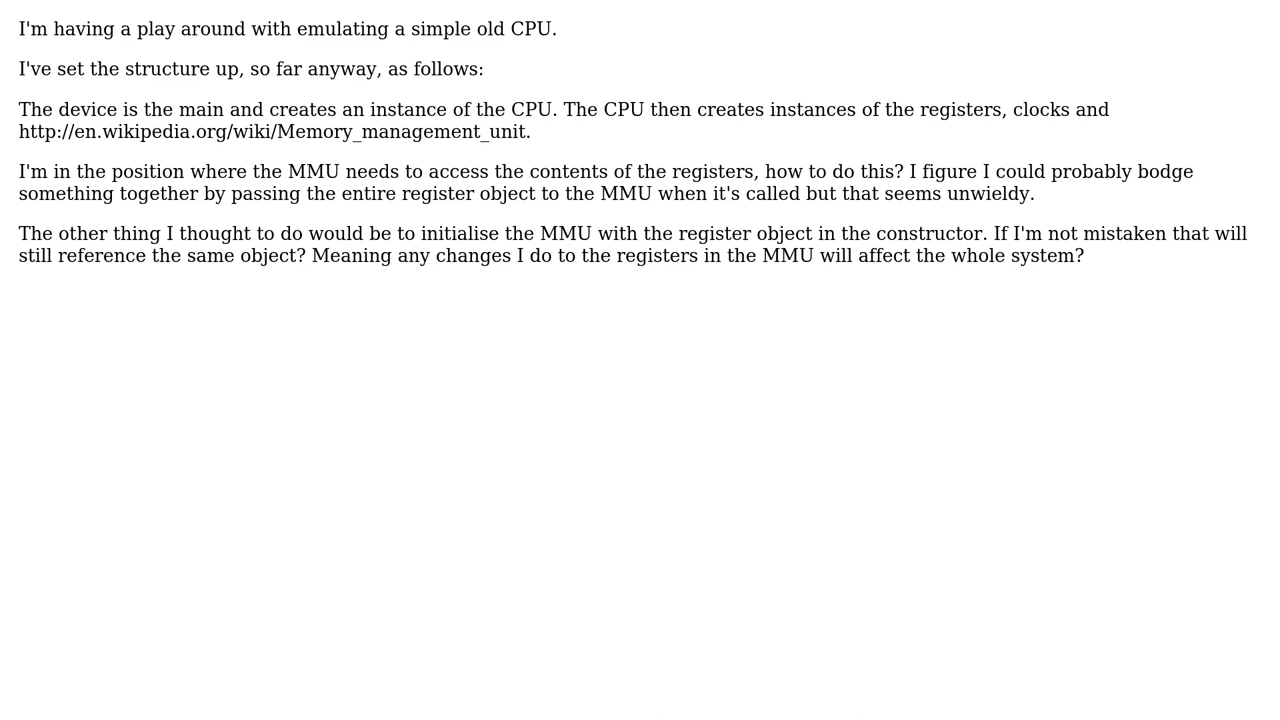 I'm having a play around with emulating a simple old CPU.
I've set the structure up, so far anyway, as follows:
The device is the main and creates an instance of the CPU. The CPU then creates instances of the registers, clocks and
http://en.wikipedia.org/wiki/Memory_management_unit.
I'm in the position where the MMU needs to access the contents of the registers, how to do this? I figure I could probably bodge
something together by passing the entire register object to the MMU when it's called but that seems unwieldy.
The other thing I thought to do would be to initialise the MMU with the register object in the constructor. If I'm not mistaken that will
still reference the same object? Meaning any changes I do to the registers in the MMU will affect the whole system?